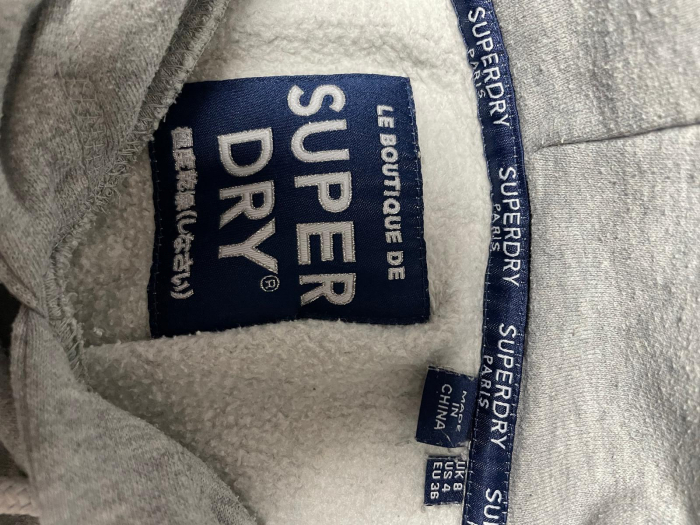 LE BOUTIQUE DE
SUPER
DRY®
極度乾燥(しなさい)
SUPERDRY
PARIS
SUPERDRY
PARIS
SUPERDRY
PARIS
SU
MADE
IN
CHINA
UK 8
US 4
EU 36